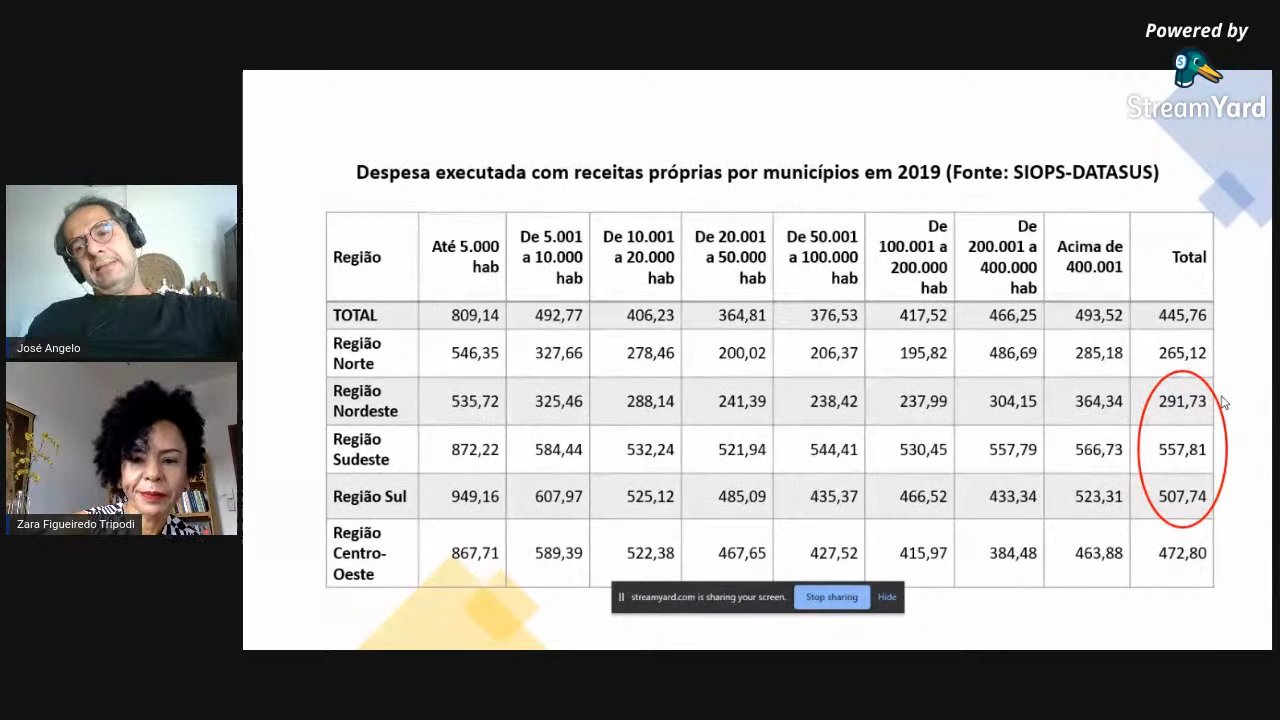 Powered by
StreamYard
Despesa executada com receitas próprias por municípios em 2019 (Fonte: SIOPS-DATASUS)
Região Até 5.000 hab De 5.001 a 10.000 hab De 10.001 a 20.000 hab De 20.001 a 50.000 hab De 50.001 a 100.000 hab De 100.001 a 200.000 hab De 200.001 a 400.000 hab Acima de 400.001 Total
TOTAL 809,14 492,77 406,23 364,81 376,53 417,52 466,25 493,52 445,76
Região Norte 546,35 327,66 278,46 200,02 206,37 195,82 486,69 285,18 265,12
Região Nordeste 535,72 325,46 288,14 241,39 238,42 237,99 304,15 364,34 291,73
Região Sudeste 872,22 584,44 532,24 521,94 544,41 530,45 557,79 566,73 557,81
Região Sul 949,16 607,97 525,12 485,09 435,37 466,52 433,34 523,31 507,74
Região Centro-Oeste 867,71 589,39 522,38 467,65 427,52 415,97 384,48 463,88 472,80
streamyard.com is sharing your screen. Stop sharing Hide
José Angelo
Zara Figueiredo Tripodi